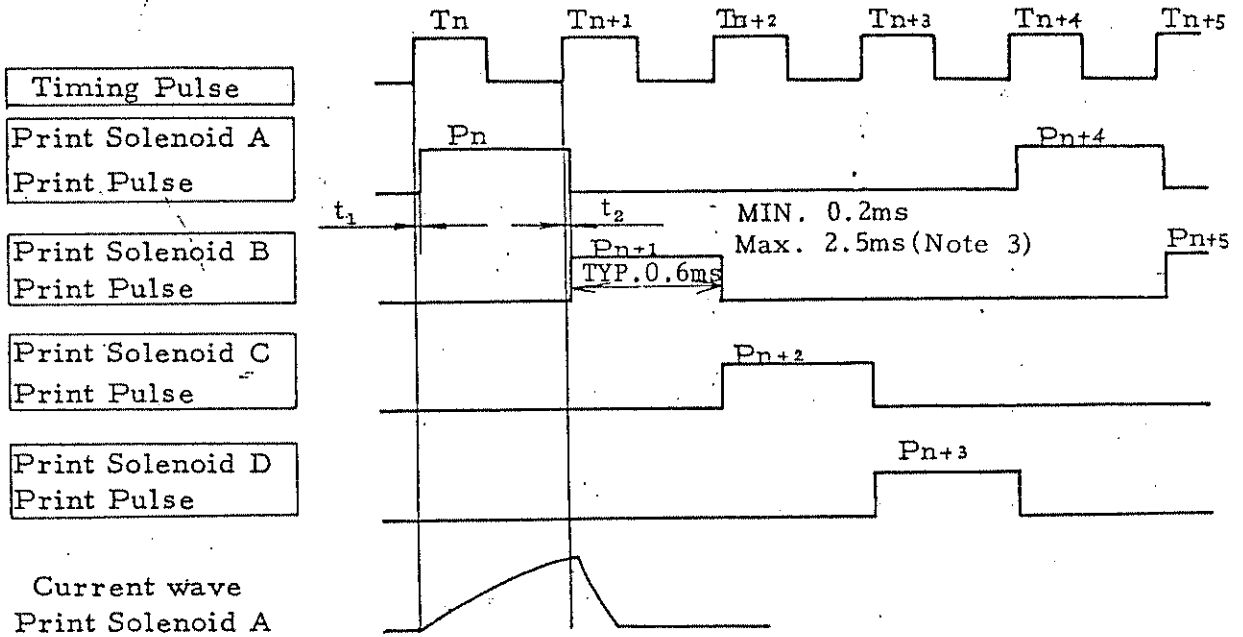 Tn Tn+1 Tn+2 Tn+3 Tn+4 Tn+5
Timing Pulse
Print Solenoid A
Print Pulse
Pn
Pn+4
t1
t2
MIN. 0.2ms
Max. 2.5ms(Note 3)
Print Solenoid B
Print Pulse
Pn+1
TYP.0.6ms
Pn+5
Print Solenoid C
Print Pulse
Pn+2
Print Solenoid D
Print Pulse
Pn+3
Current wave
Print Solenoid A